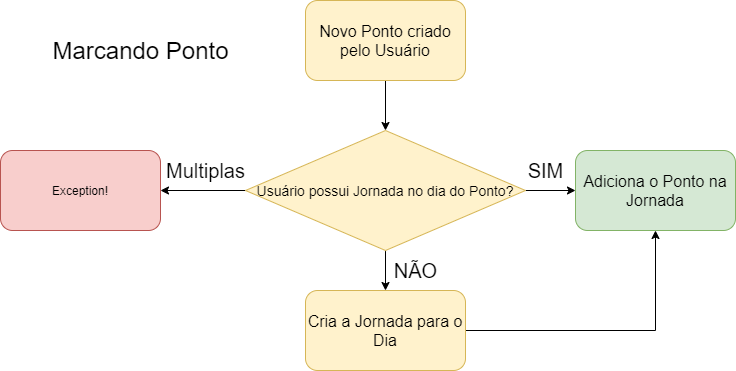 Marcando Ponto
Novo Ponto criado
pelo Usuário
Multiplas
SIM
Exception!
Usuário possui Jornada no dia do Ponto?
Adiciona o Ponto na
Jornada
NÃO
Cria a Jornada para o
Dia